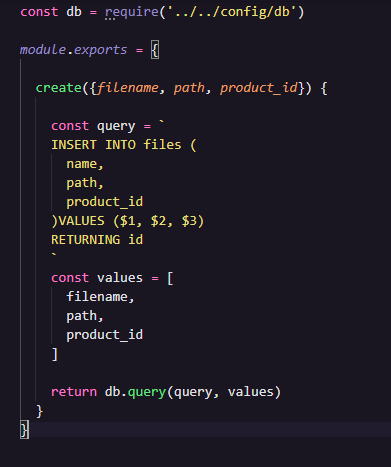 const db = require('../../config/db')
module.exports = {
create({filename, path, product_id}) {
const query = `
INSERT INTO files (
name,
path,
product_id
)VALUES ($1, $2, $3)
RETURNING id
`
const values = [
filename,
path,
product_id
]
return db.query(query, values)
}
}